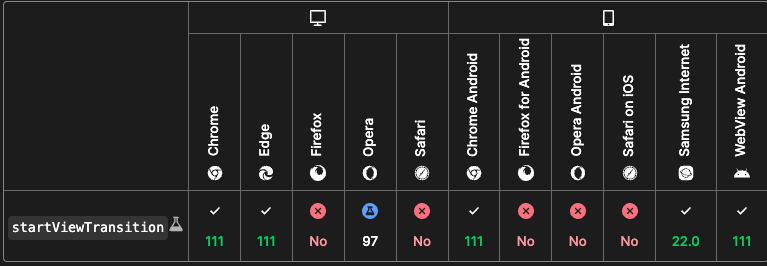 Chrome
Edge
Firefox
Opera
Safari
Chrome Android
Firefox for Android
Opera Android
Safari on iOS
Samsung Internet
WebView Android
startViewTransition
111 111 No 97 No 111 No No No 22.0 111